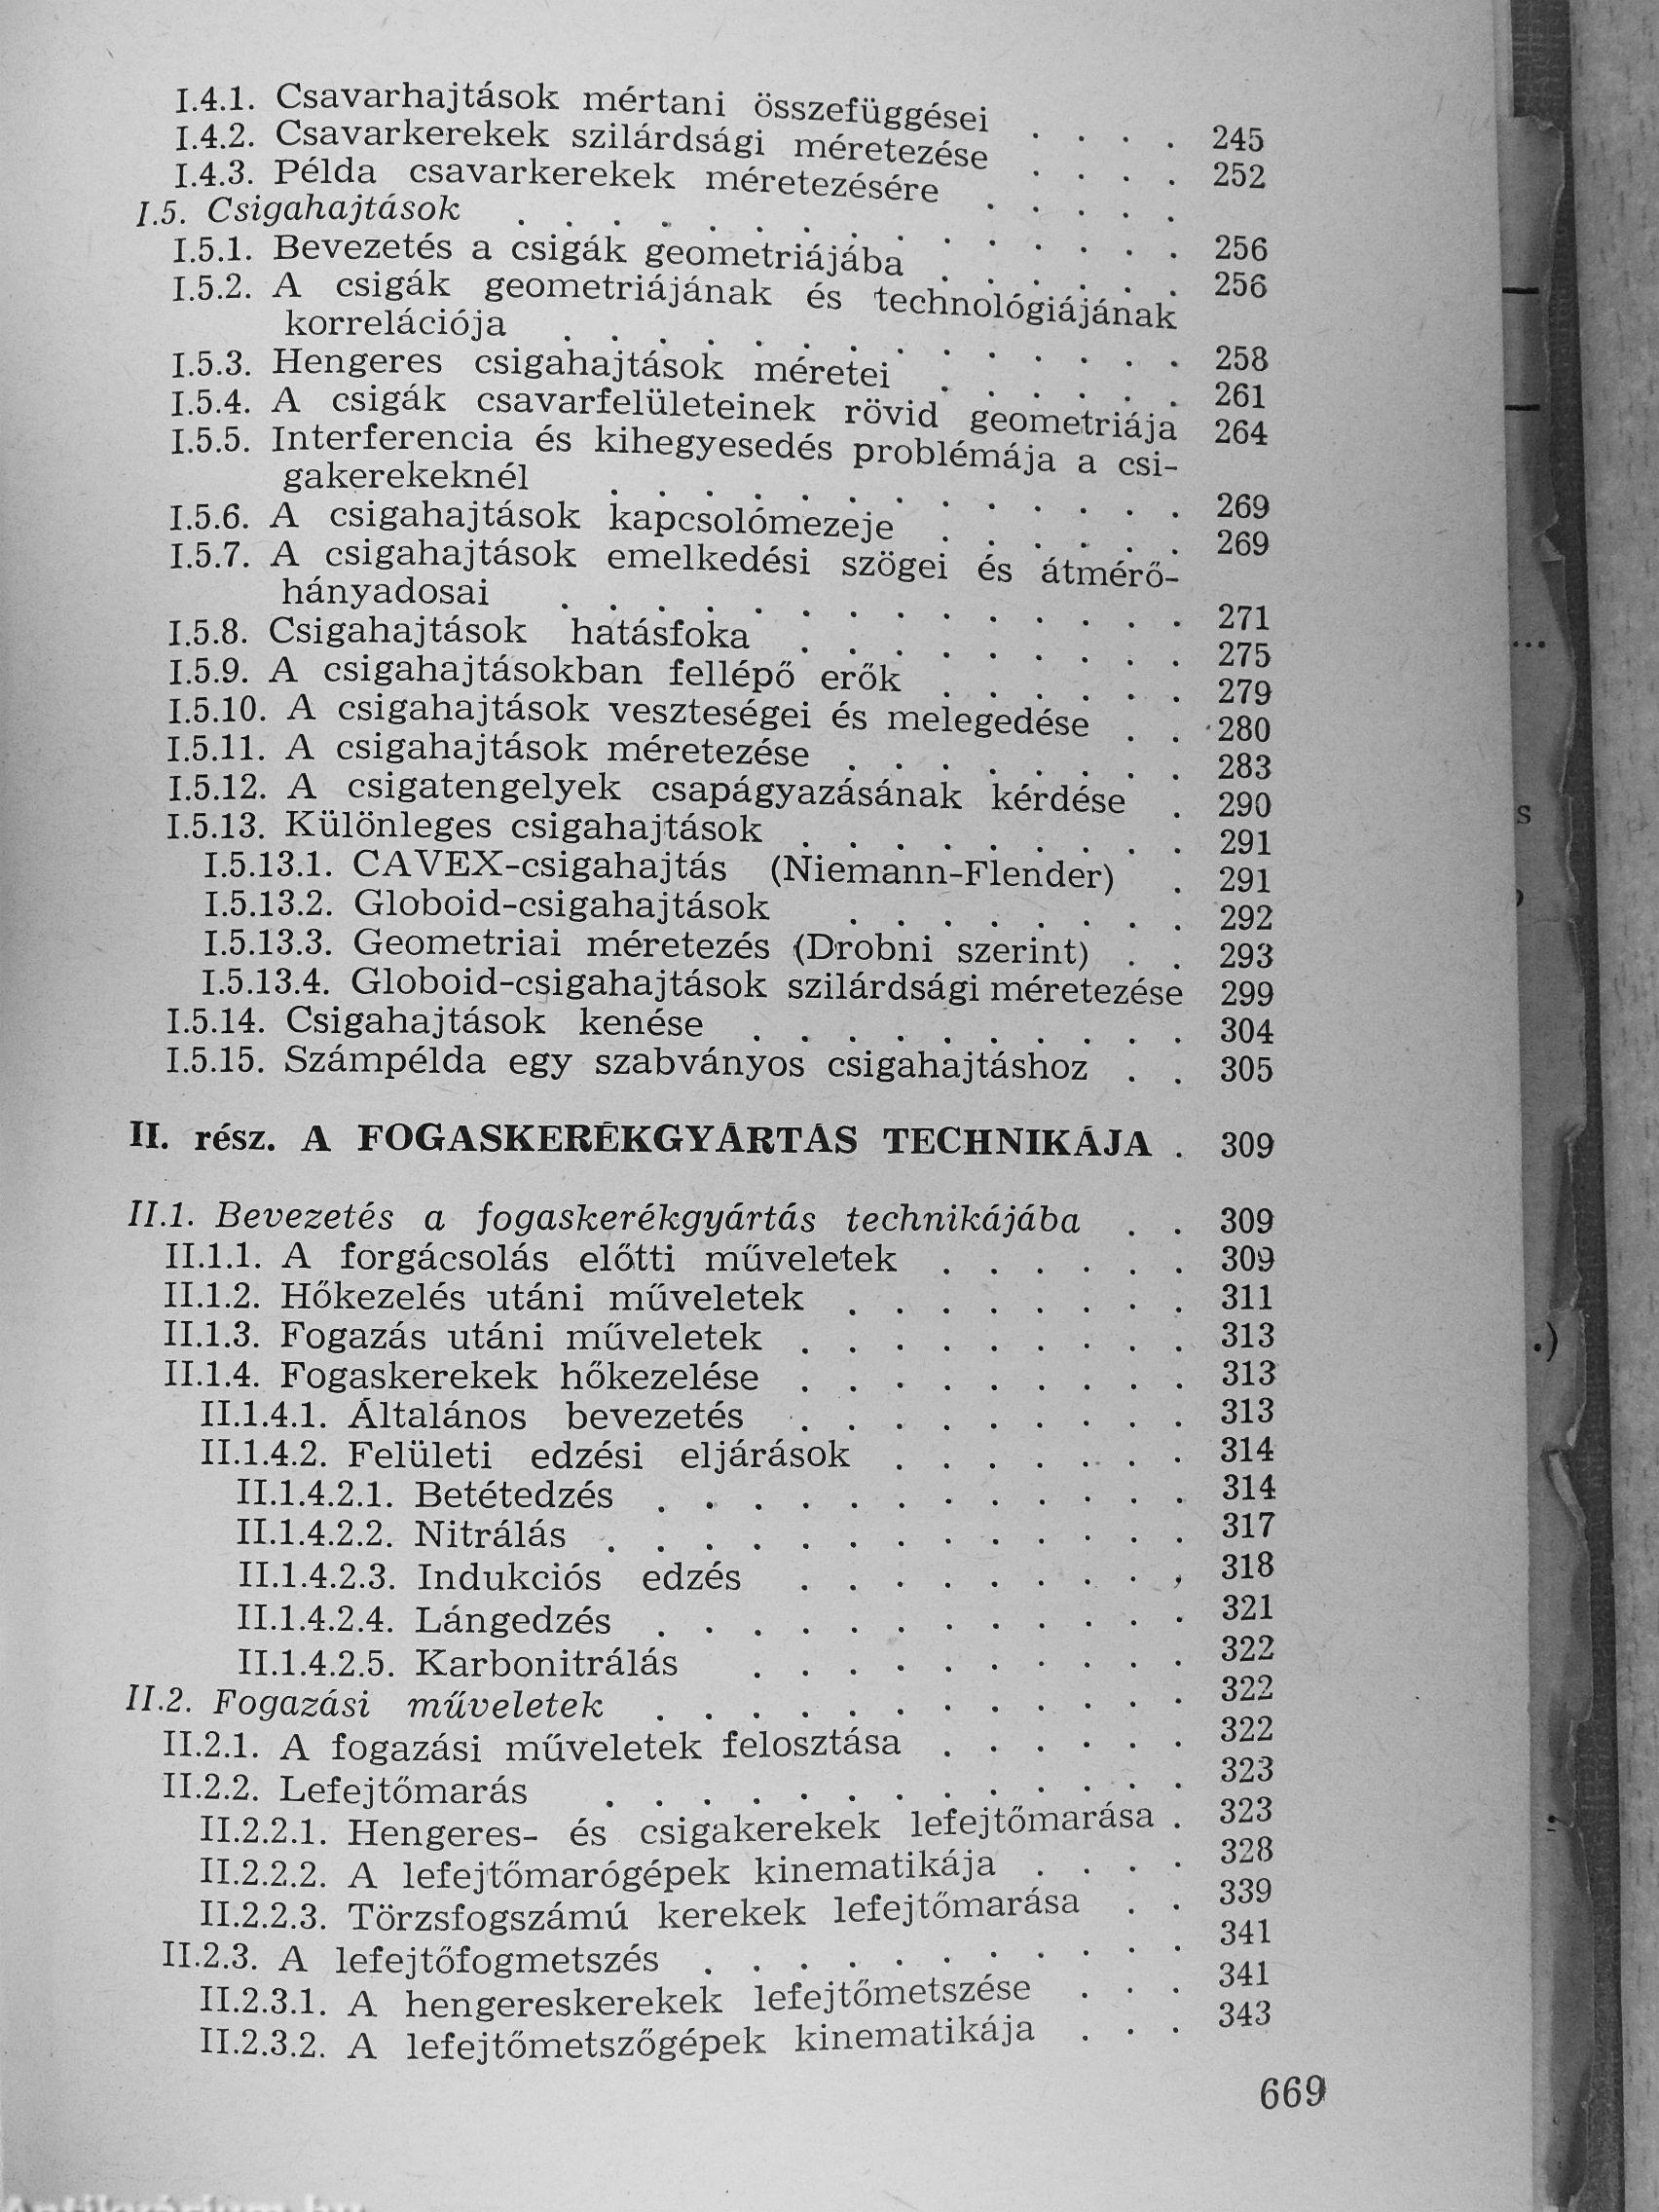 I.4.1. Csavarhajtások mértani összefüggései . . . . 245
I.4.2. Csavarkerekek szilárdsági méretezése . . . . 252
I.4.3. Példa csavarkerekek méretezésére . . . . .
I.5. Csigahajtások . . . . . . . . . . . . . . 256
I.5.1. Bevezetés a csigák geometriájába . . . . . . 256
I.5.2. A csigák geometriájának és technológiájának
korrelációja . . . . . . . . . . . . . 258
I.5.3. Hengeres csigahajtások méretei . . . . . . 261
I.5.4. A csigák csavarfelületeinek rövid geometriája 264
I.5.5. Interferencia és kihegyesedés problémája a csi-
gakerekeknél . . . . . . . . . . . . . 269
I.5.6. A csigahajtások kapcsolómezeje . . . . . . 269
I.5.7. A csigahajtások emelkedési szögei és átmérő-
hányadosai . . . . . . . . . . . . . . 271
I.5.8. Csigahajtások hatásfoka . . . . . . . . . 275
I.5.9. A csigahajtásokban fellépő erők . . . . . . 279
I.5.10. A csigahajtások veszteségei és melegedése . . 280
I.5.11. A csigahajtások méretezése . . . . . . . . 283
I.5.12. A csigatengelyek csapágyazásának kérdése . 290
I.5.13. Különleges csigahajtások . . . . . . . . . 291
I.5.13.1. CAVEX-csigahajtás (Niemann-Flender) . 291
I.5.13.2. Globoid-csigahajtások . . . . . . . . 292
I.5.13.3. Geometriai méretezés (Drobni szerint) . . 293
I.5.13.4. Globoid-csigahajtások szilárdsági méretezése 299
I.5.14. Csigahajtások kenése . . . . . . . . . . 304
I.5.15. Számpélda egy szabványos csigahajtáshoz . . 305
II. rész. A FOGASKERÉKGYÁRTÁS TECHNIKÁJA . 309
II.1. Bevezetés a fogaskerékgyártás technikájába . . 309
II.1.1. A forgácsolás előtti műveletek . . . . . . 309
II.1.2. Hőkezelés utáni műveletek . . . . . . . . 311
II.1.3. Fogazás utáni műveletek . . . . . . . . . 313
II.1.4. Fogaskerekek hőkezelése . . . . . . . . . 313
II.1.4.1. Általános bevezetés . . . . . . . . . 313
II.1.4.2. Felületi edzési eljárások . . . . . . . 314
II.1.4.2.1. Betétedzés . . . . . . . . . . . . 314
II.1.4.2.2. Nitrálás . . . . . . . . . . . . . 317
II.1.4.2.3. Indukciós edzés . . . . . . . . . 318
II.1.4.2.4. Lángedzés . . . . . . . . . . . . 321
II.1.4.2.5. Karbonitrálás . . . . . . . . . . 322
II.2. Fogazási műveletek . . . . . . . . . . . . 322
II.2.1. A fogazási műveletek felosztása . . . . . . 322
II.2.2. Lefejtőmarás . . . . . . . . . . . . . 323
II.2.2.1. Hengeres- és csigakerekek lefejtőmarása . 323
II.2.2.2. A lefejtőmarógépek kinematikája . . . . 328
II.2.2.3. Törzsfogszámú kerekek lefejtőmarása . . 339
II.2.3. A lefejtőfogmetszés . . . . . . . . . . . 341
II.2.3.1. A hengereskerekek lefejtőmetszése . . . 341
II.2.3.2. A lefejtőmetszőgépek kinematikája . . . 343
669